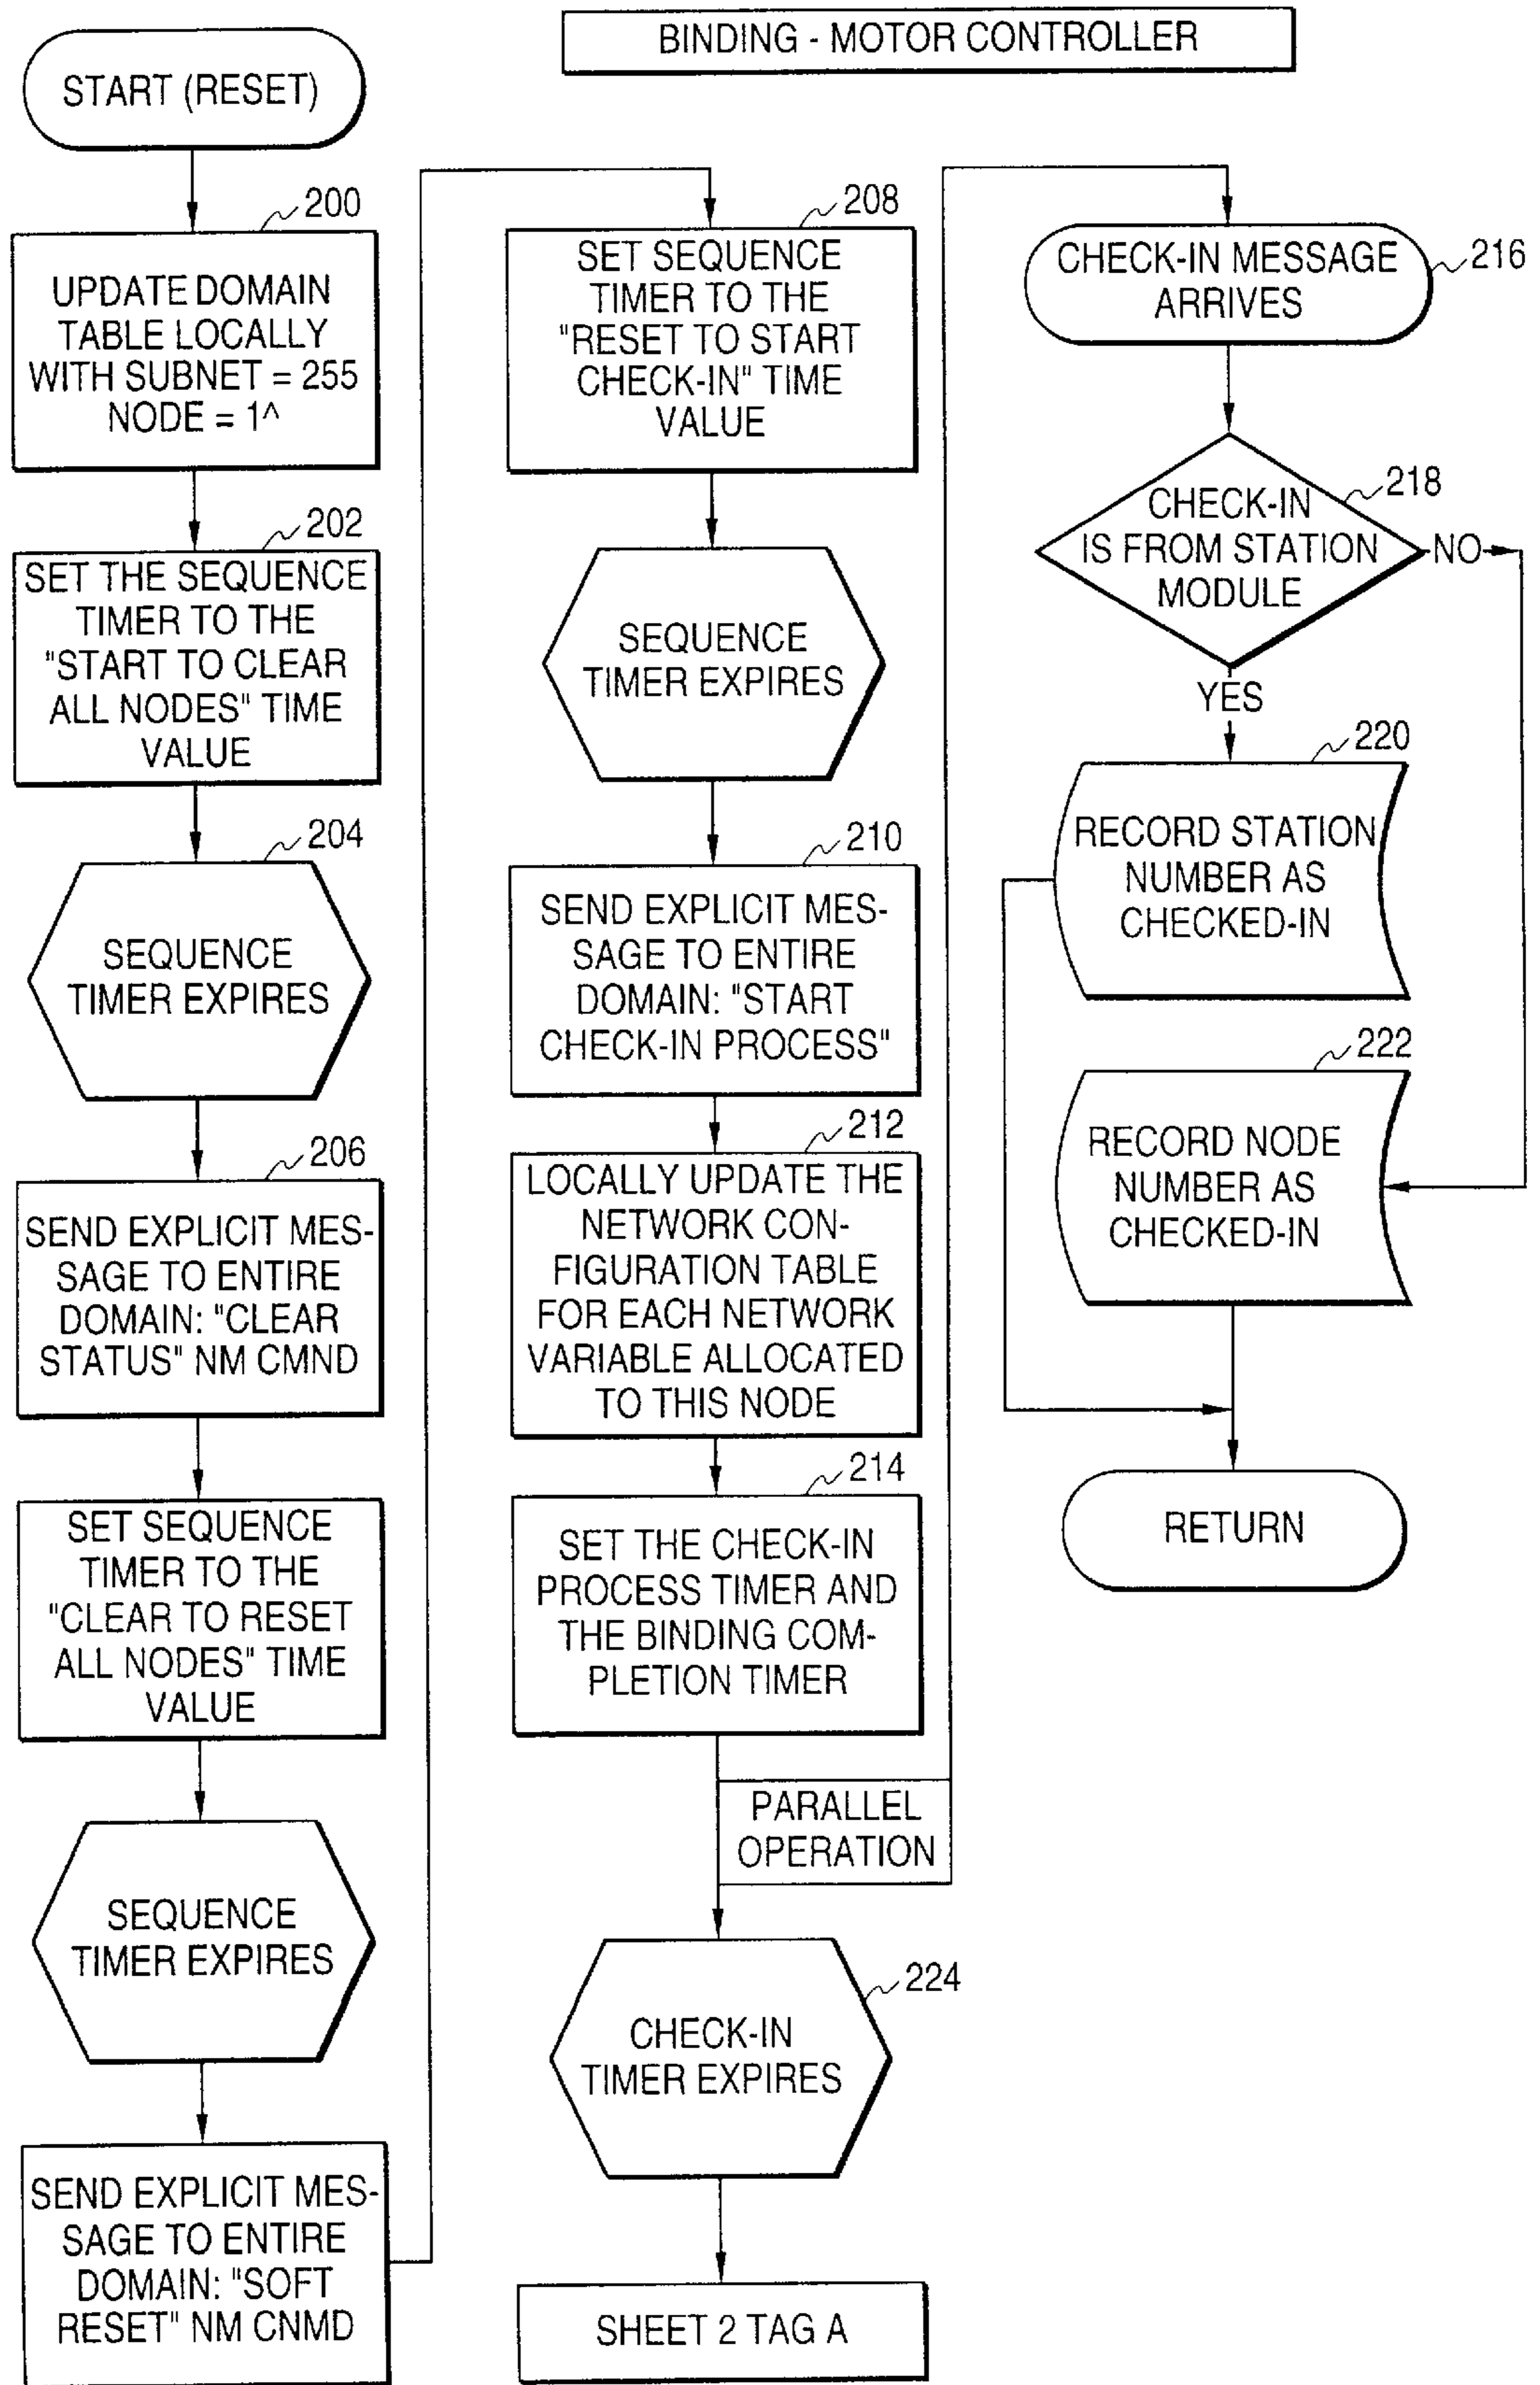 BINDING - MOTOR CONTROLLER
START (RESET)
200
UPDATE DOMAIN
TABLE LOCALLY
WITH SUBNET = 255
NODE = 1^
202
SET THE SEQUENCE
TIMER TO THE
"START TO CLEAR
ALL NODES" TIME
VALUE
204
SEQUENCE
TIMER EXPIRES
206
SEND EXPLICIT MES-
SAGE TO ENTIRE
DOMAIN: "CLEAR
STATUS" NM CMND
SET SEQUENCE
TIMER TO THE
"CLEAR TO RESET
ALL NODES" TIME
VALUE
SEQUENCE
TIMER EXPIRES
SEND EXPLICIT MES-
SAGE TO ENTIRE
DOMAIN: "SOFT
RESET" NM CNMD
208
SET SEQUENCE
TIMER TO THE
"RESET TO START
CHECK-IN" TIME
VALUE
SEQUENCE
TIMER EXPIRES
210
SEND EXPLICIT MES-
SAGE TO ENTIRE
DOMAIN: "START
CHECK-IN PROCESS"
212
LOCALLY UPDATE THE
NETWORK CON-
FIGURATION TABLE
FOR EACH NETWORK
VARIABLE ALLOCATED
TO THIS NODE
214
SET THE CHECK-IN
PROCESS TIMER AND
THE BINDING COM-
PLETION TIMER
PARALLEL
OPERATION
224
CHECK-IN
TIMER EXPIRES
SHEET 2 TAG A
CHECK-IN MESSAGE
ARRIVES
216
218
CHECK-IN
IS FROM STATION
MODULE
NO
YES
220
RECORD STATION
NUMBER AS
CHECKED-IN
222
RECORD NODE
NUMBER AS
CHECKED-IN
RETURN